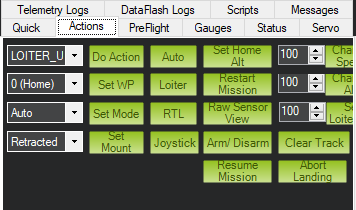 Telemetry Logs DataFlash Logs Scripts Messages
Quick Actions PreFlight Gauges Status Servo
LOITER_U Do Action Auto Set Home Alt 100
0 (Home) Set WP Loiter Restart Mission 100
Auto Set Mode RTL Raw Sensor View 100
Retracted Set Mount Joystick Arm/ Disarm Clear Track
Resume Mission Abort Landing